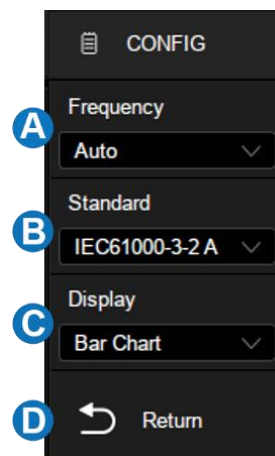 CONFIG
Frequency
A
Auto
Standard
B
IEC61000-3-2 A
Display
C
Bar Chart
D
Return